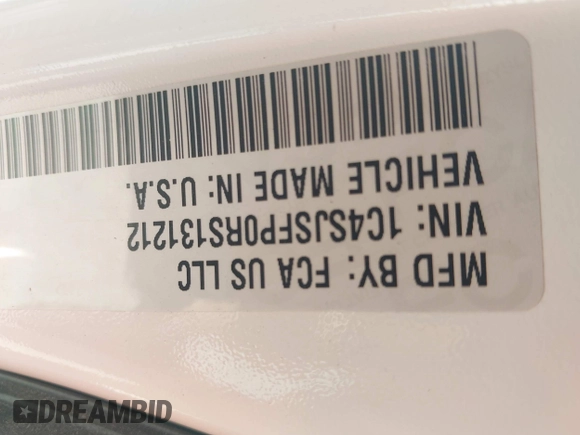 MFD BY: FCA US LLC
VIN: 1C4SJSFP0RS131212
VEHICLE MADE IN: U.S.A.
DREAMBID